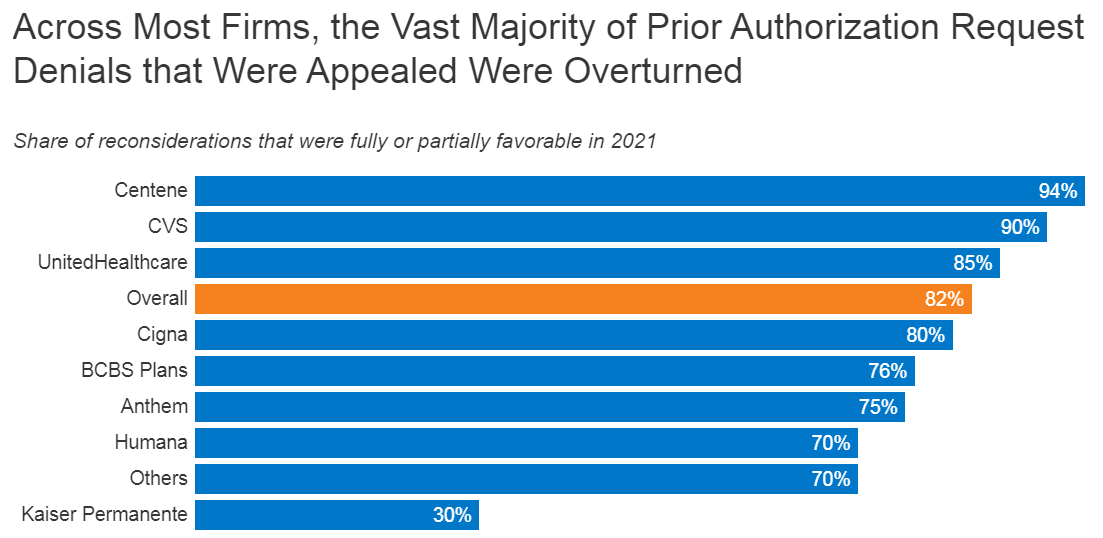 Across Most Firms, the Vast Majority of Prior Authorization Request
Denials that Were Appealed Were Overturned
Share of reconsiderations that were fully or partially favorable in 2021
Centene 94%
CVS 90%
UnitedHealthcare 85%
Overall 82%
Cigna 80%
BCBS Plans 76%
Anthem 75%
Humana 70%
Others 70%
Kaiser Permanente 30%